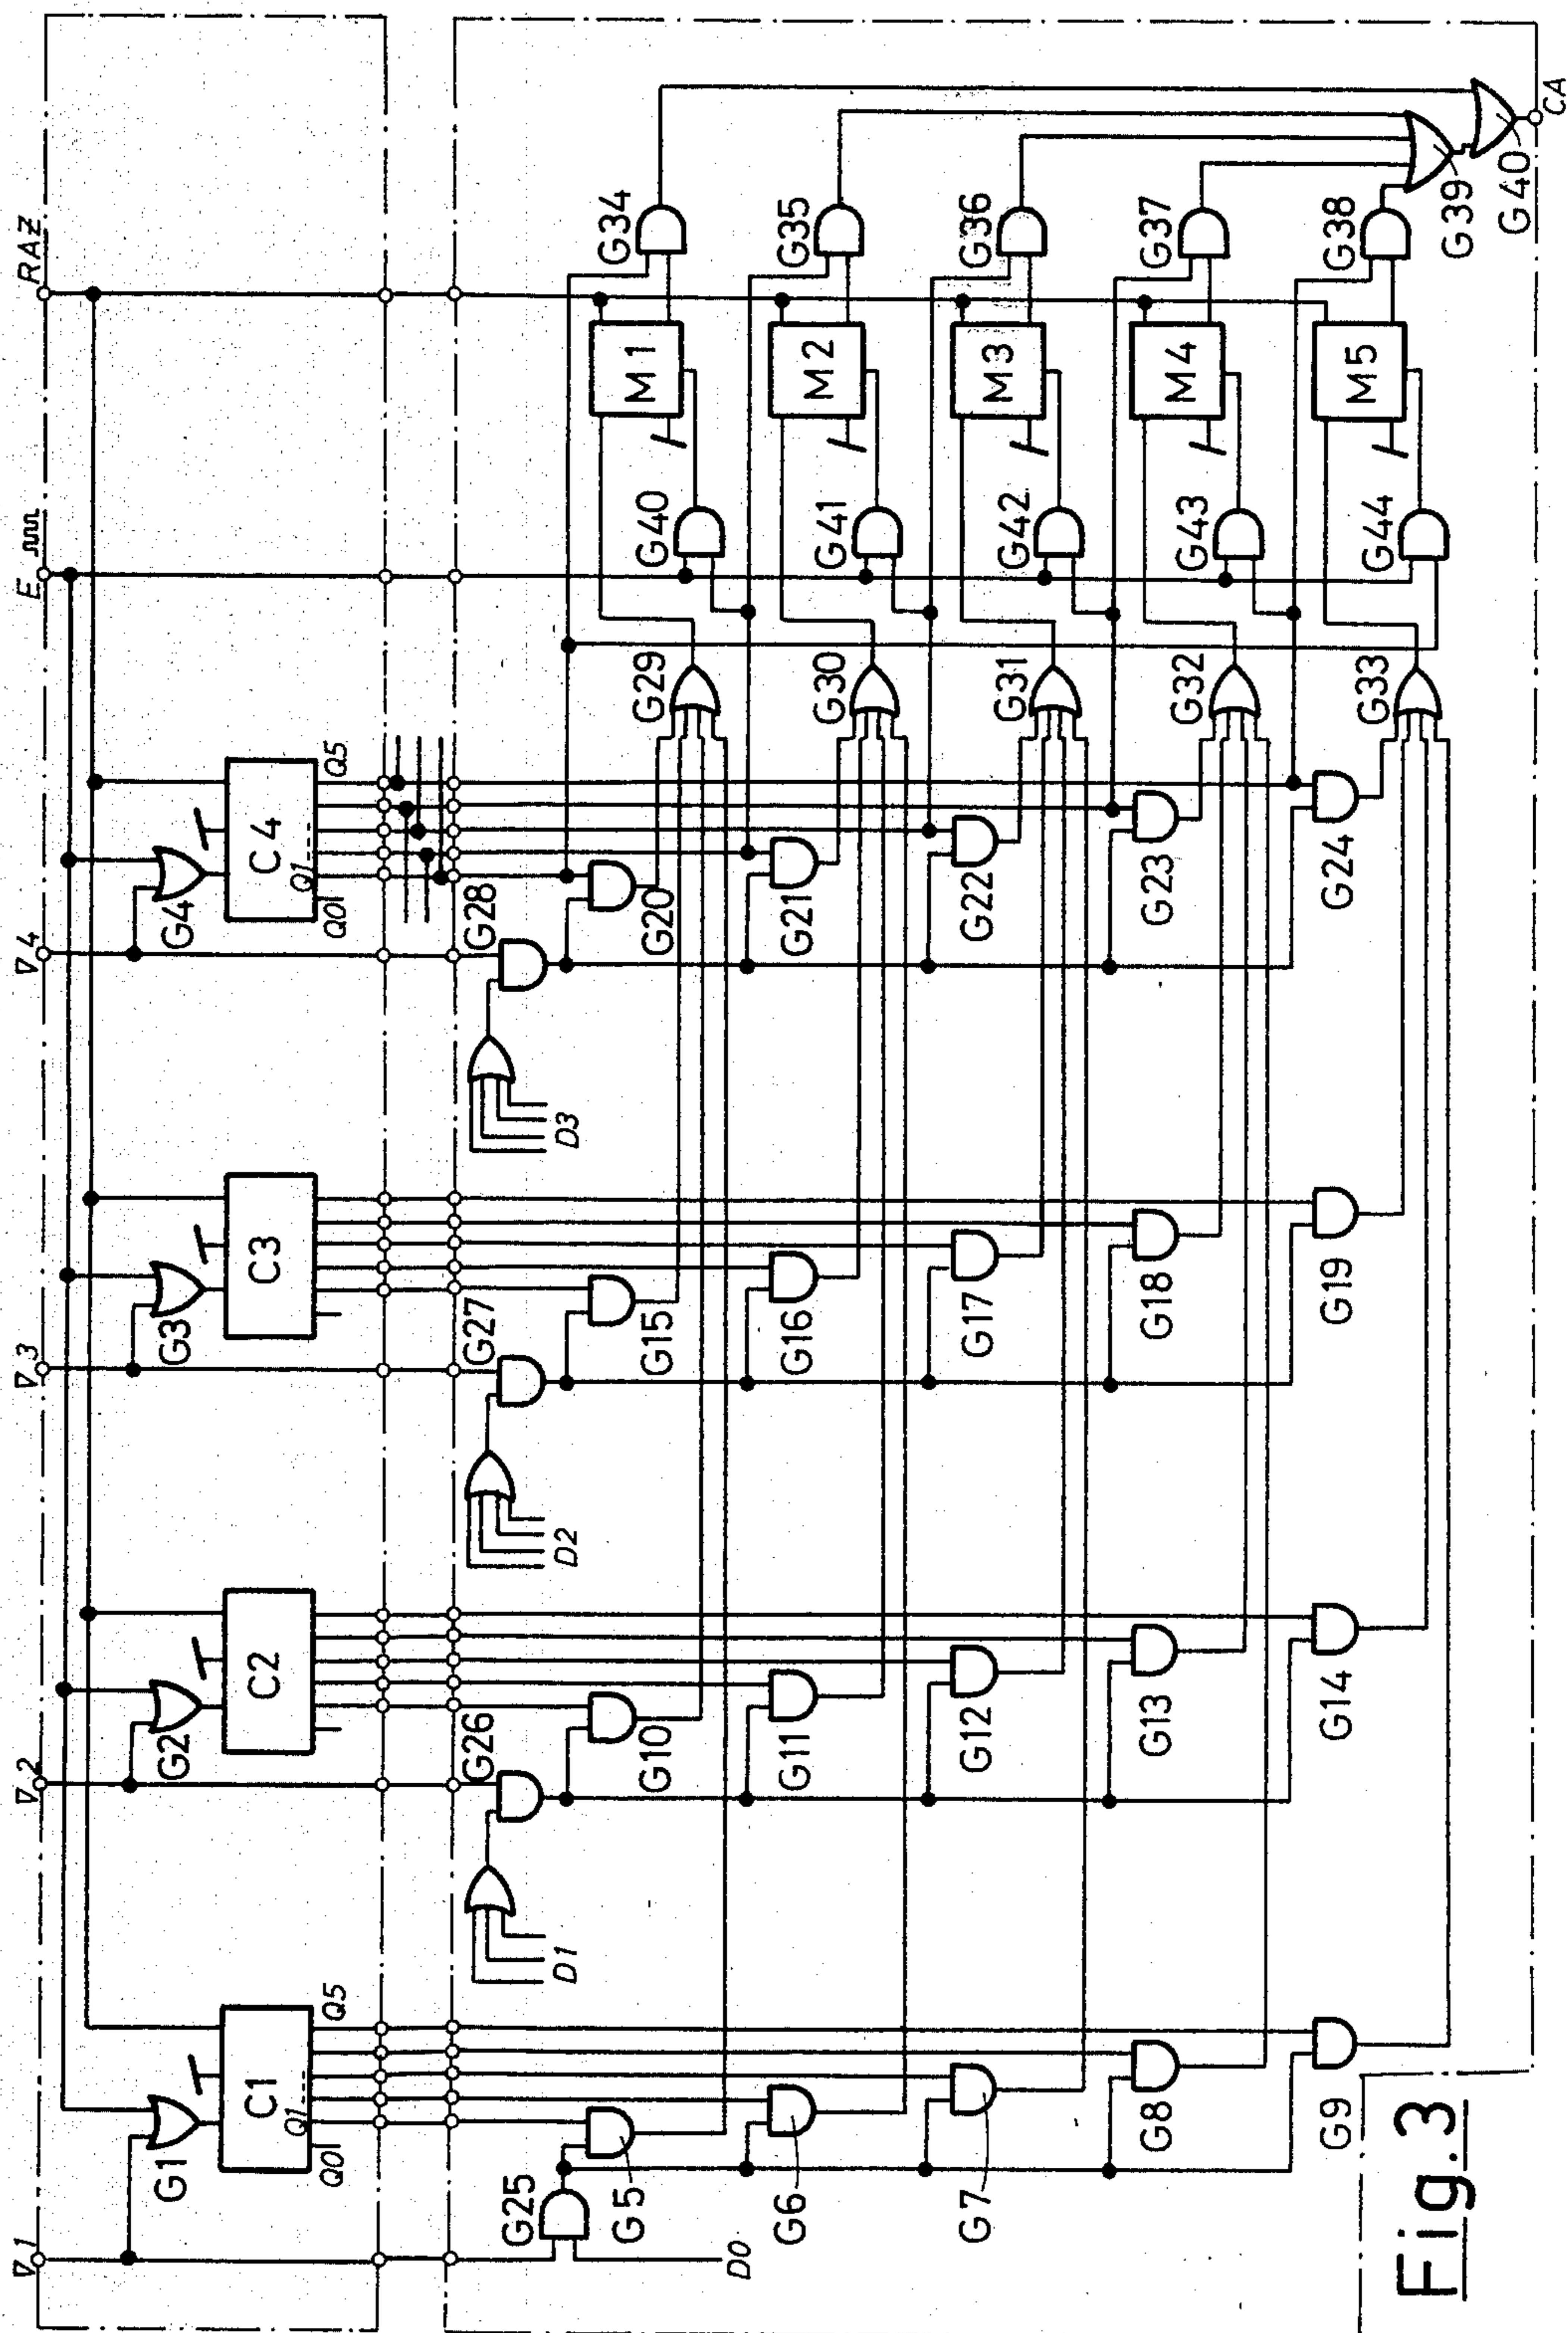 V1
V2
V3
V4
E
RAZ
G1
G2
G3
G4
C1
C2
C3
C4
Q0
Q1
Q5
Q0
Q1
Q5
G25
G26
G27
G28
D0
D1
D2
D3
G5
G10
G15
G20
G29
G40
M1
G34
G6
G11
G16
G21
G30
G41
M2
G35
G7
G12
G17
G22
G31
G42
M3
G36
G8
G13
G18
G23
G32
G43
M4
G37
G9
G14
G19
G24
G33
G44
M5
G38
G39
G40
CA
Fig.3